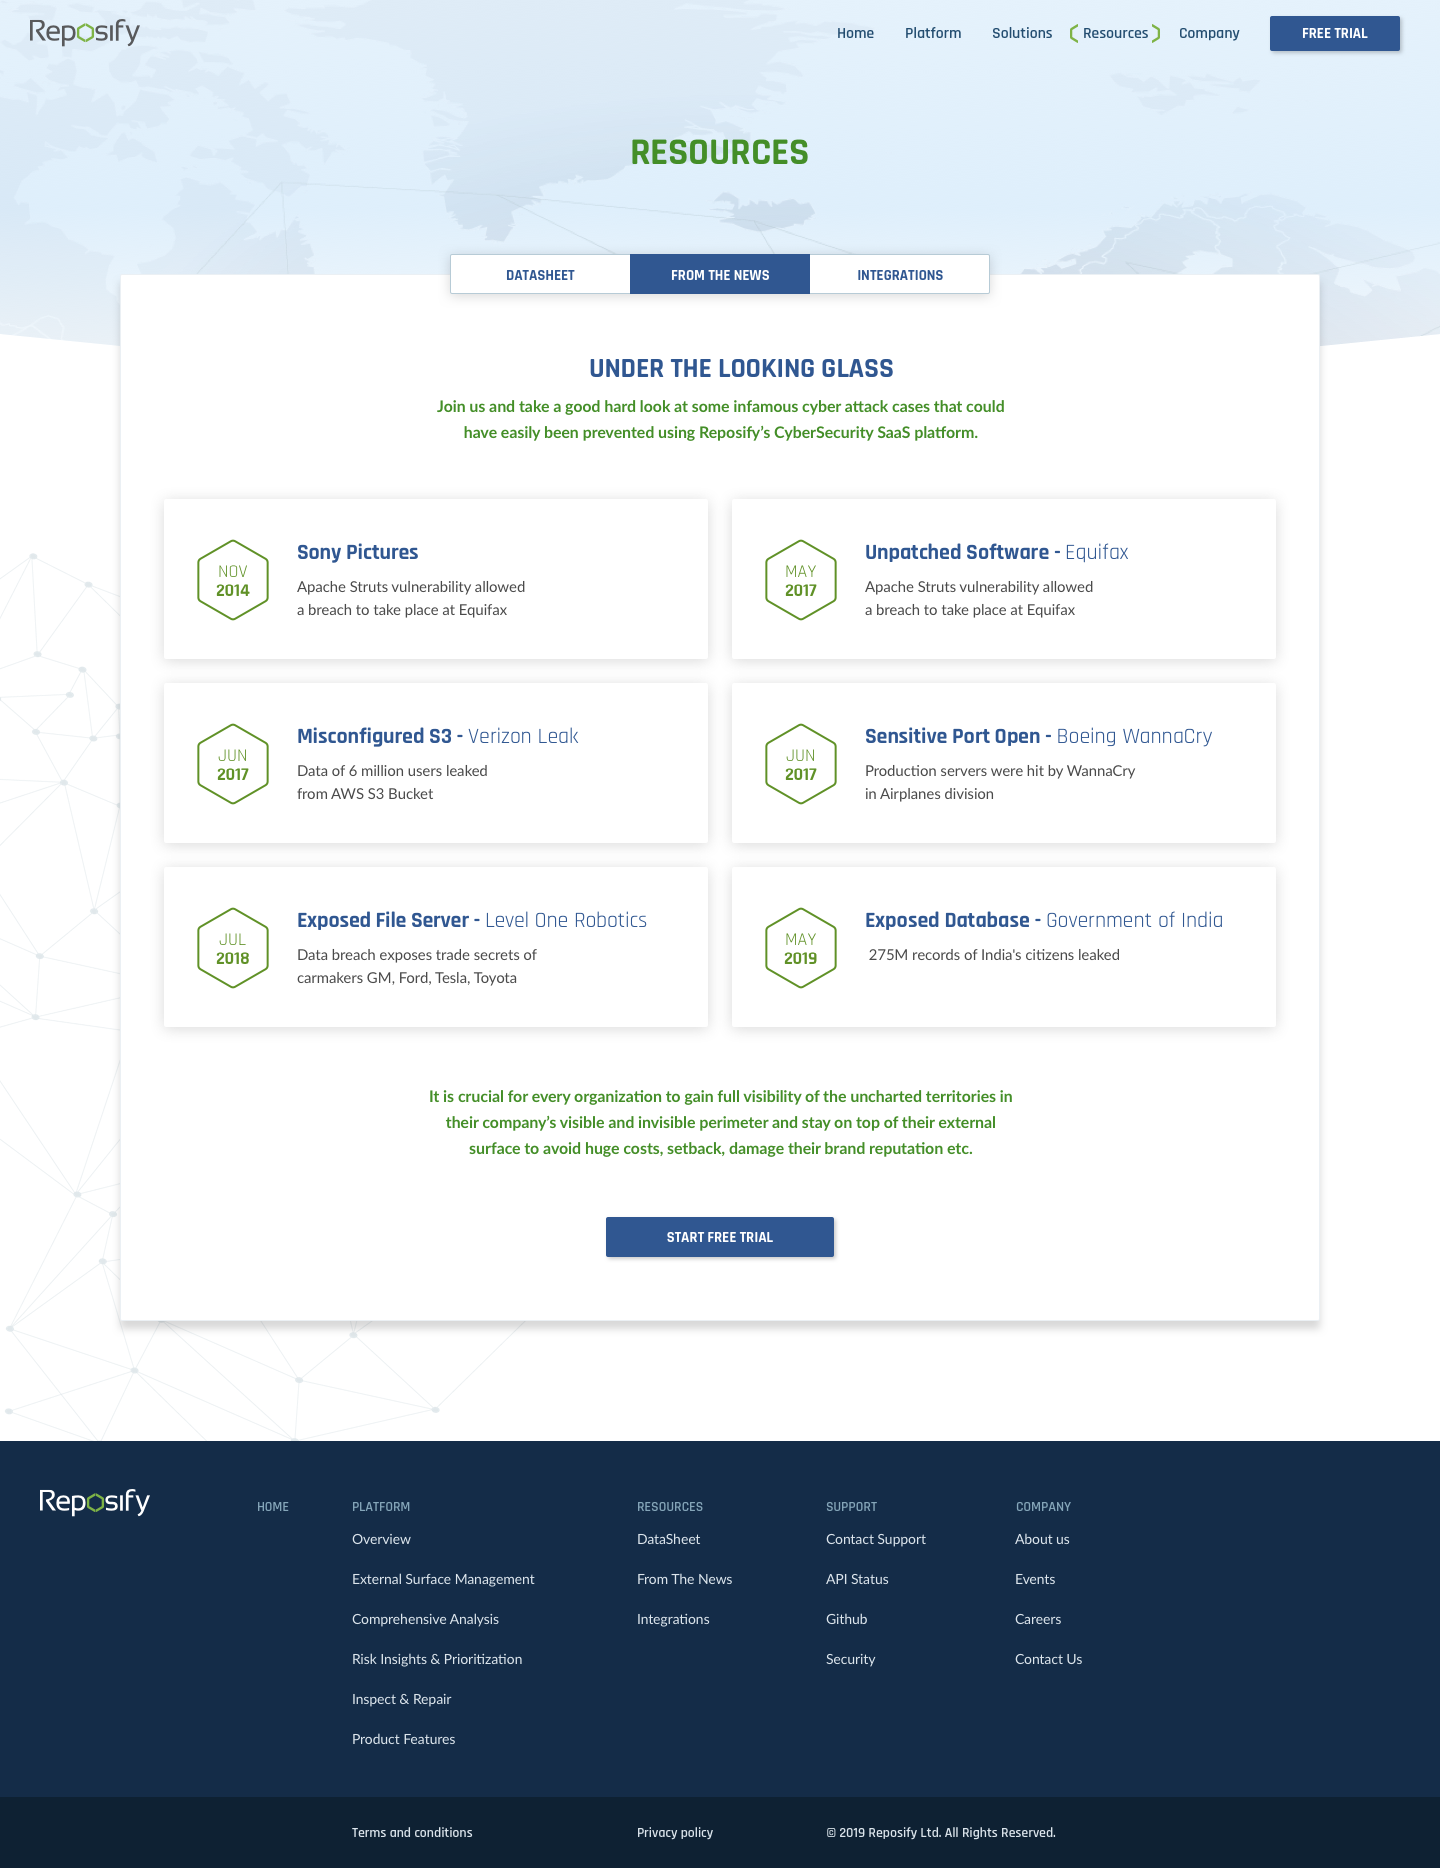 Reposify
Home
Platform
Solutions
Resources
Company
FREE TRIAL
RESOURCES
DATASHEET
FROM THE NEWS
INTEGRATIONS
UNDER THE LOOKING GLASS
Join us and take a good hard look at some infamous cyber attack cases that could
have easily been prevented using Reposify’s CyberSecurity SaaS platform.
NOV
2014
Sony Pictures
Apache Struts vulnerability allowed
a breach to take place at Equifax
MAY
2017
Unpatched Software - Equifax
Apache Struts vulnerability allowed
a breach to take place at Equifax
JUN
2017
Misconfigured S3 - Verizon Leak
Data of 6 million users leaked
from AWS S3 Bucket
JUN
2017
Sensitive Port Open - Boeing WannaCry
Production servers were hit by WannaCry
in Airplanes division
JUL
2018
Exposed File Server - Level One Robotics
Data breach exposes trade secrets of
carmakers GM, Ford, Tesla, Toyota
MAY
2019
Exposed Database - Government of India
275M records of India's citizens leaked
It is crucial for every organization to gain full visibility of the uncharted territories in
their company’s visible and invisible perimeter and stay on top of their external
surface to avoid huge costs, setback, damage their brand reputation etc.
START FREE TRIAL
Reposify
HOME
PLATFORM
Overview
External Surface Management
Comprehensive Analysis
Risk Insights & Prioritization
Inspect & Repair
Product Features
RESOURCES
DataSheet
From The News
Integrations
SUPPORT
Contact Support
API Status
Github
Security
COMPANY
About us
Events
Careers
Contact Us
Terms and conditions
Privacy policy
© 2019 Reposify Ltd. All Rights Reserved.